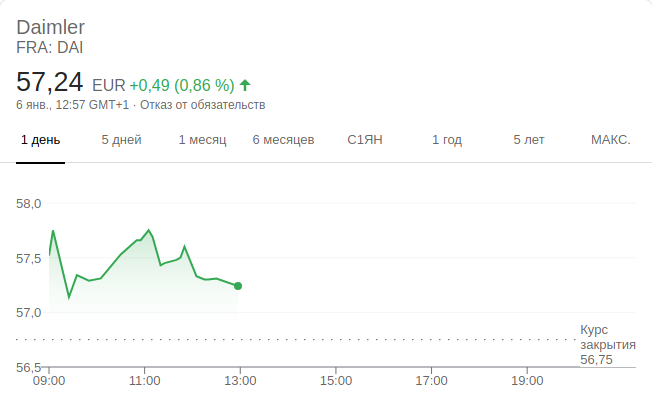 Daimler
FRA: DAI
57,24 EUR +0,49 (0,86 %)
6 янв., 12:57 GMT+1 · Отказ от обязательств
1 день 5 дней 1 месяц 6 месяцев С1ЯН 1 год 5 лет МАКС.
58,0
57,5
57,0
Курс
закрытия
56,75
56,5
09:00 11:00 13:00 15:00 17:00 19:00